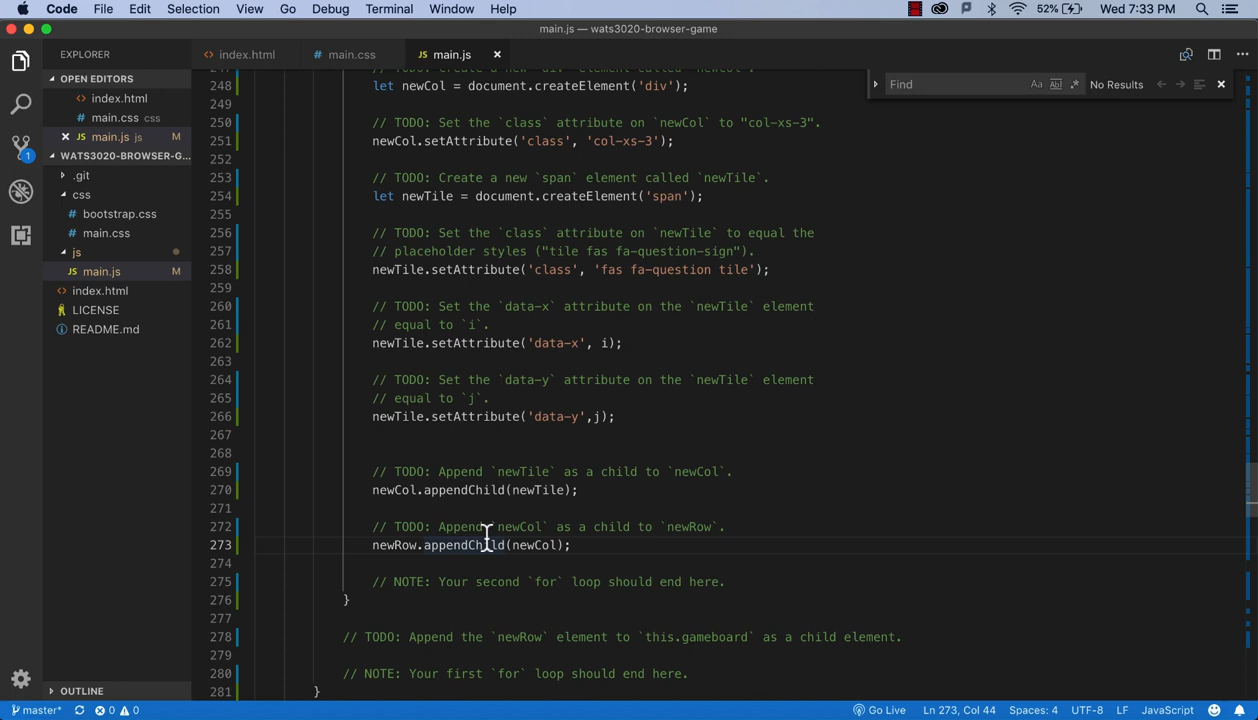 Code File Edit Selection View Go Debug Terminal Window Help 52% Wed 7:33 PM
main.js — wats3020-browser-game
EXPLORER
index.html main.css main.js
OPEN EDITORS
index.html
main.css css
main.js js M
WATS3020-BROWSER-G...
.git
css
bootstrap.css
main.css
js
main.js M
index.html
LICENSE
README.md
OUTLINE
Find Aa Abl .* No Results
248 let newCol = document.createElement('div');
249
250 // TODO: Set the `class` attribute on `newCol` to "col-xs-3".
251 newCol.setAttribute('class', 'col-xs-3');
252
253 // TODO: Create a new `span` element called `newTile`.
254 let newTile = document.createElement('span');
255
256 // TODO: Set the `class` attribute on `newTile` to equal the
257 // placeholder styles ("tile fas fa-question-sign").
258 newTile.setAttribute('class', 'fas fa-question tile');
259
260 // TODO: Set the `data-x` attribute on the `newTile` element
261 // equal to `i`.
262 newTile.setAttribute('data-x', i);
263
264 // TODO: Set the `data-y` attribute on the `newTile` element
265 // equal to `j`.
266 newTile.setAttribute('data-y',j);
267
268
269 // TODO: Append `newTile` as a child to `newCol`.
270 newCol.appendChild(newTile);
271
272 // TODO: Append `newCol` as a child to `newRow`.
273 newRow.appendChild(newCol);
274
275 // NOTE: Your second `for` loop should end here.
276 }
277
278 // TODO: Append the `newRow` element to `this.gameboard` as a child element.
279
280 // NOTE: Your first `for` loop should end here.
281 }
master* 0 0 Go Live Ln 273, Col 44 Spaces: 4 UTF-8 LF JavaScript